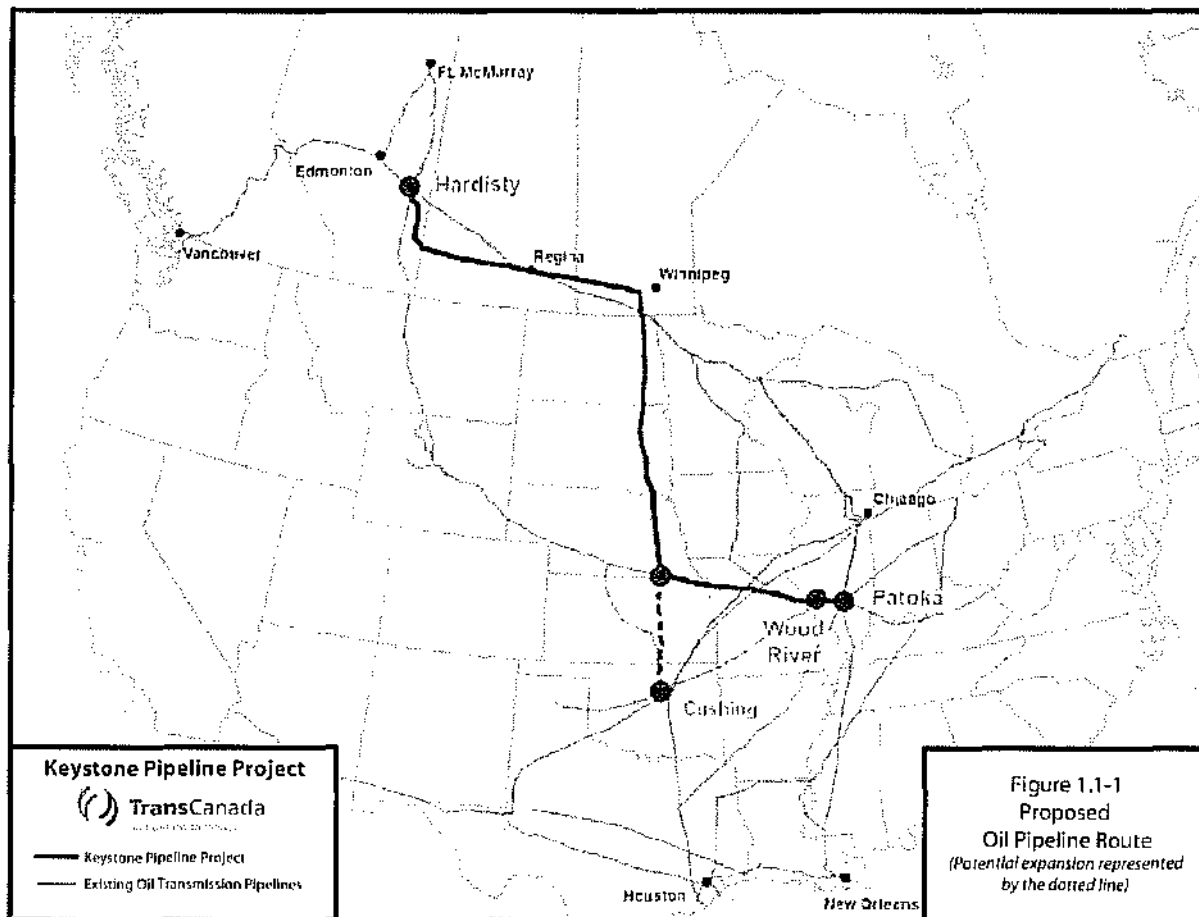 Ft. McMurray
Edmonton
Hardisty
Vancouver
Regina
Winnipeg
Chicago
Patoka
Wood
River
Cushing
Houston
New Orleans
Keystone Pipeline Project
TransCanada
Keystone Pipeline Project
Existing Oil Transmission Pipelines
Figure 1.1-1
Proposed
Oil Pipeline Route
(Potential expansion represented
by the dotted line)